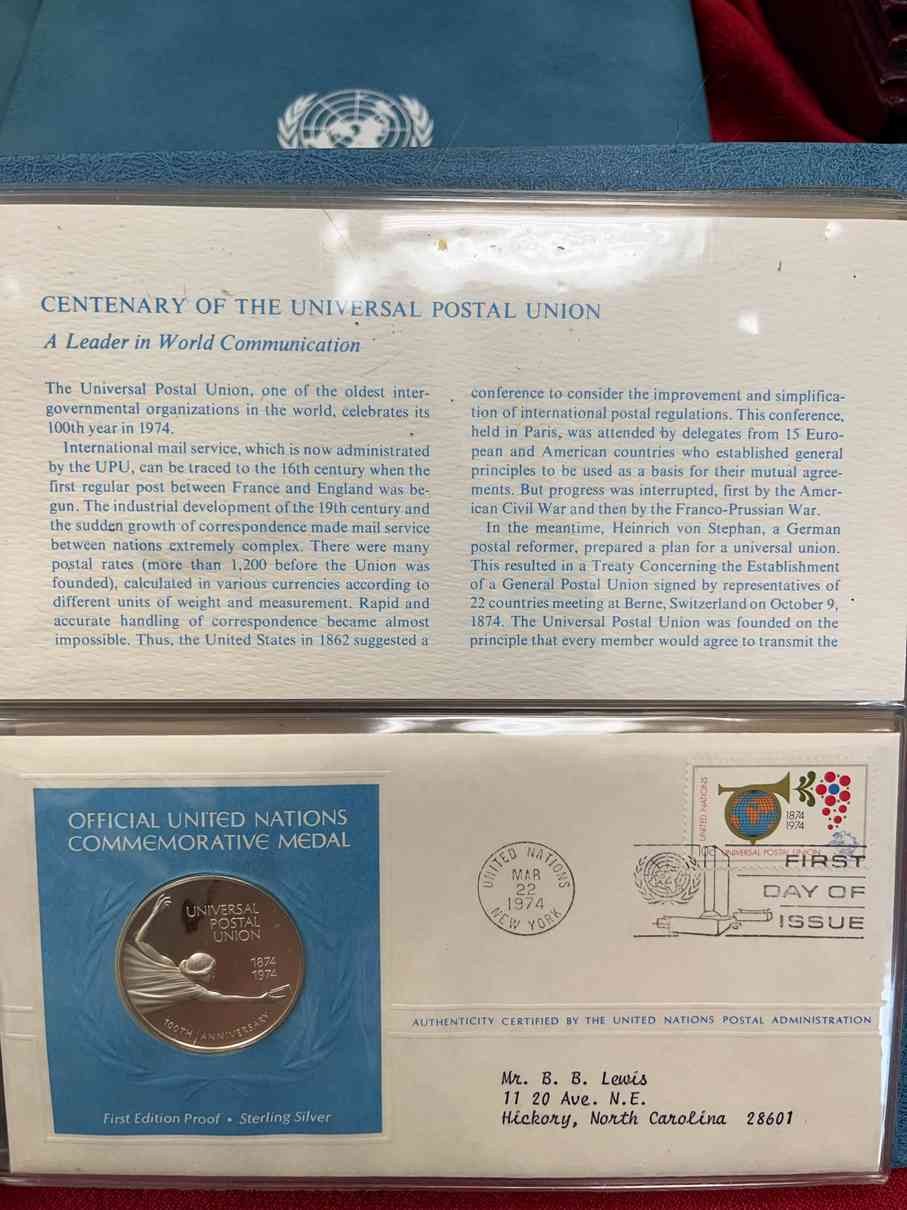 CENTENARY OF THE UNIVERSAL POSTAL UNION
A Leader in World Communication
The Universal Postal Union, one of the oldest inter-
governmental organizations in the world, celebrates its
100th year in 1974.
International mail service, which is now administrated
by the UPU, can be traced to the 16th century when the
first regular post between France and England was be-
gun. The industrial development of the 19th century and
the sudden growth of correspondence made mail service
between nations extremely complex. There were many
postal rates (more than 1,200 before the Union was
founded), calculated in various currencies according to
different units of weight and measurement. Rapid and
accurate handling of correspondence became almost
impossible. Thus, the United States in 1862 suggested a
conference to consider the improvement and simplifica-
tion of international postal regulations. This conference,
held in Paris, was attended by delegates from 15 Euro-
pean and American countries who established general
principles to be used as a basis for their mutual agree-
ments. But progress was interrupted, first by the Amer-
ican Civil War and then by the Franco-Prussian War.
In the meantime, Heinrich von Stephan, a German
postal reformer, prepared a plan for a universal union.
This resulted in a Treaty Concerning the Establishment
of a General Postal Union signed by representatives of
22 countries meeting at Berne, Switzerland on October 9,
1874. The Universal Postal Union was founded on the
principle that every member would agree to transmit the
OFFICIAL UNITED NATIONS
COMMEMORATIVE MEDAL
UNIVERSAL
POSTAL
UNION
1874
1974
100TH ANNIVERSARY
First Edition Proof • Sterling Silver
UNITED NATIONS
MAR
22
1974
NEW YORK
UNITED NATIONS
1874
1974
10c UNIVERSAL POSTAL UNION
FIRST
DAY OF
ISSUE
AUTHENTICITY CERTIFIED BY THE UNITED NATIONS POSTAL ADMINISTRATION
Mr. B. B. Lewis
11 20 Ave. N.E.
Hickory, North Carolina 28601